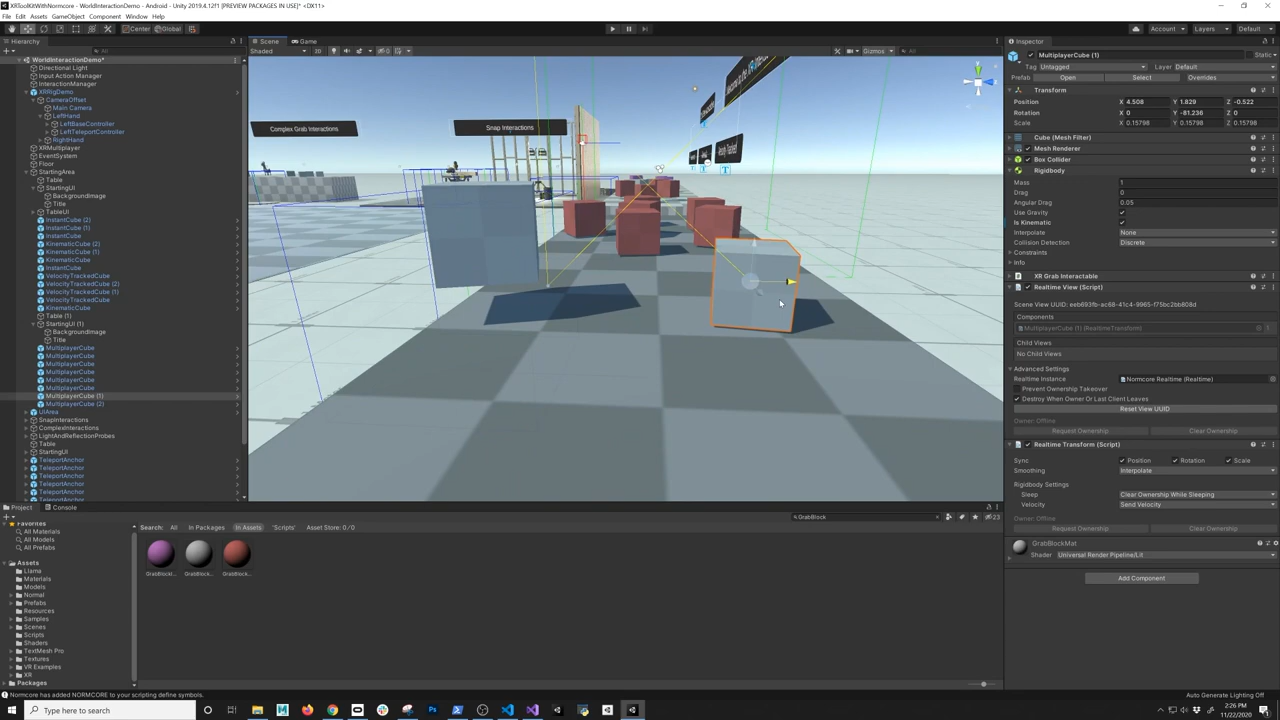 XRToolKitWithNormcore - WorldInteractionDemo - Android - Unity 2019.4.12f1 [PREVIEW PACKAGES IN USE]* <DX11>
File Edit Assets GameObject Component Window Help
Center Global Account Layers Default
Hierarchy
All
WorldInteractionDemo*
Directional Light
Input Action Manager
InteractionManager
XRRigDemo
CameraOffset
Main Camera
LeftHand
LeftBaseController
LeftTeleportController
RightHand
XRMultiplayer
EventSystem
Floor
StartingArea
Table
StartingUi
BackgroundImage
Title
TableUI
InstantCube (2)
InstantCube (1)
InstantCube
KinematicCube (2)
KinematicCube (1)
KinematicCube
InstantCube
VelocityTrackedCube
VelocityTrackedCube (2)
VelocityTrackedCube (1)
VelocityTrackedCube
KinematicCube
Table (1)
StartingUi (1)
BackgroundImage
Title
MultiplayerCube
MultiplayerCube
MultiplayerCube
MultiplayerCube
MultiplayerCube
MultiplayerCube
MultiplayerCube (1)
MultiplayerCube (2)
UIArea
SnapInteractions
ComplexInteractions
LightAndReflectionProbes
Table
StartingUI
TeleportAnchor
TeleportAnchor
TeleportAnchor
TeleportAnchor
TeleportAnchor
TeleportAnchor
Scene Game
Shaded 2D Gizmos All
Complex Grab Interactions
Snap Interactions
Inspector
MultiplayerCube (1) Static
Tag Untagged Layer Default
Prefab Open Select Overrides
Transform
Position X 4.508 Y 1.829 Z -0.522
Rotation X 0 Y -81.236 Z 0
Scale X 0.15798 Y 0.15798 Z 0.15798
Cube (Mesh Filter)
Mesh Renderer
Box Collider
Rigidbody
Mass 1
Drag 0
Angular Drag 0.05
Use Gravity
Is Kinematic
Interpolate None
Collision Detection Discrete
Constraints
Info
XR Grab Interactable
Realtime View (Script)
Components
MultiplayerCube (1) (RealtimeTransform)
Child Views
No Child Views
Advanced Settings
Realtime Instance Normcore Realtime (Realtime)
Prevent Ownership Takeover
Destroy When Owner Or Last Client Leaves
Reset View UUID
Owner: Offline
Request Ownership Clear Ownership
Realtime Transform (Script)
Sync Position Rotation Scale
Smoothing Interpolate
Rigidbody Settings
Sleep Clear Ownership While Sleeping
Velocity Send Velocity
Owner: Offline
Request Ownership Clear Ownership
GrabBlockMat
Shader Universal Render Pipeline/Lit
Add Component
Project Console
GrabBlock
23
Favorites
All Materials
All Models
All Prefabs
Assets
Llama
Materials
Models
Normal
Prefabs
Resources
Samples
Scenes
Scripts
Shaders
TextMesh Pro
Textures
VR Examples
XR
Packages
Search: All In Packages In Assets 'Scripts' Asset Store: 0/0
GrabBlockl... GrabBlock... GrabBlock...
Normcore has added NORMCORE to your scripting define symbols.
Auto Generate Lighting Off
Type here to search
2:26 PM
11/22/2020